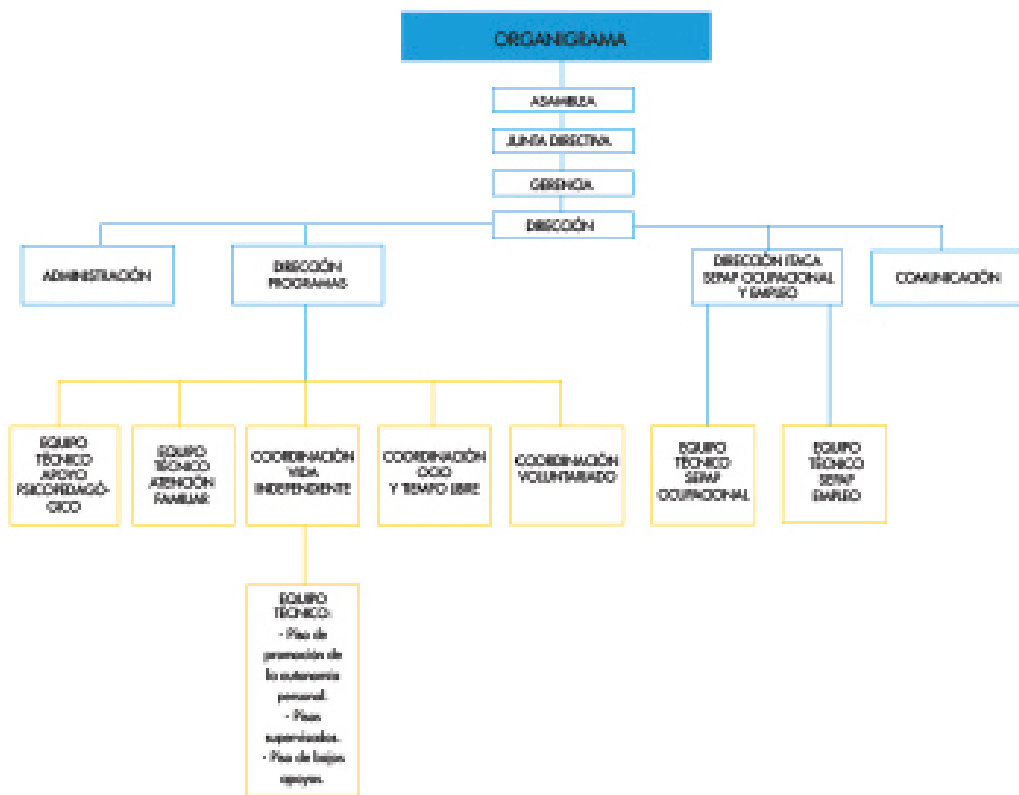 ORGANIGRAMA
ASAMBLEA
JUNTA DIRECTIVA
GERENCIA
DIRECCIÓN
ADMINISTRACIÓN
DIRECCIÓN
PROGRAMAS
DIRECCIÓN ITACA
SEPAP OCUPACIONAL
Y EMPLEO
COMUNICACIÓN
EQUIPO
TÉCNICO
APOYO
PSICOPEDAGÓ-
GICO
EQUIPO
TÉCNICO
ATENCIÓN
FAMILIAR
COORDINACIÓN
VIDA
INDEPENDIENTE
COORDINACIÓN
OCIO
Y TIEMPO LIBRE
COORDINACIÓN
VOLUNTARIADO
EQUIPO
TÉCNICO
SEPAP
OCUPACIONAL
EQUIPO
TÉCNICO
SEPAP
EMPLEO
EQUIPO
TÉCNICO:
- Piso de
promoción de
la autonomía
personal.
- Pisos
supervisados.
- Piso de bajos
apoyos.